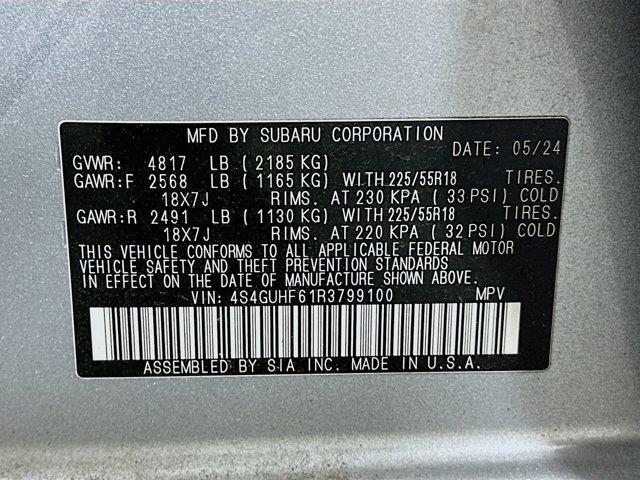 MFD BY SUBARU CORPORATION
DATE: 05/24
GVWR: 4817 LB (2185 KG)
GAWR:F 2568 LB (1165 KG) WITH 225/55R18 TIRES.
18X7J RIMS. AT 230 KPA (33 PSI) COLD
GAWR:R 2491 LB (1130 KG) WITH 225/55R18 TIRES.
18X7J RIMS. AT 220 KPA (32 PSI) COLD
THIS VEHICLE CONFORMS TO ALL APPLICABLE FEDERAL MOTOR
VEHICLE SAFETY AND THEFT PREVENTION STANDARDS
IN EFFECT ON THE DATE OF MANUFACTURE SHOWN ABOVE.
VIN: 4S4GUHF61R3799100 MPV
ASSEMBLED BY SIA INC. MADE IN U.S.A.